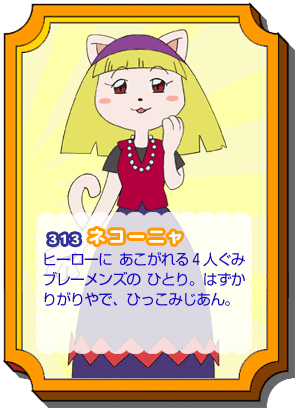 313 ネコーニャ
ヒーローに あこがれる4人ぐみ
ブレーメンズの ひとり。はずか
りがりやで、ひっこみじあん。